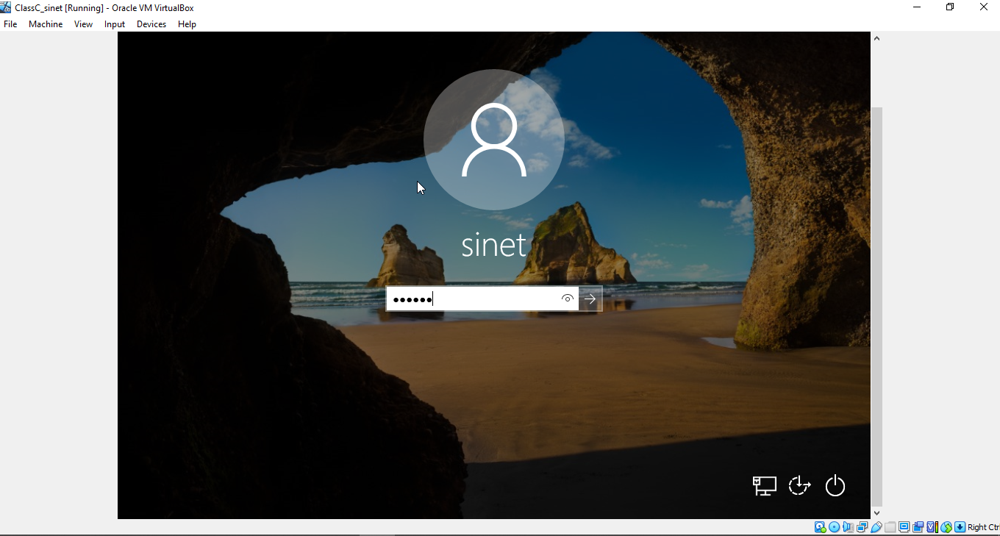 ClassC_sinet [Running] - Oracle VM VirtualBox
File Machine View Input Devices Help
sinet
Right Ctrl